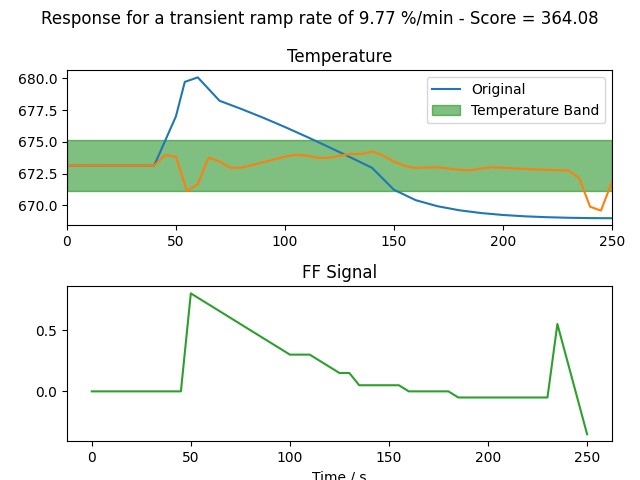 Response for a transient ramp rate of 9.77 %/min - Score = 364.08
Temperature
680.0
677.5
675.0
672.5
670.0
Original
Temperature Band
0 50 100 150 200 250
FF Signal
0.5
0.0
0 50 100 150 200 250
Time / s